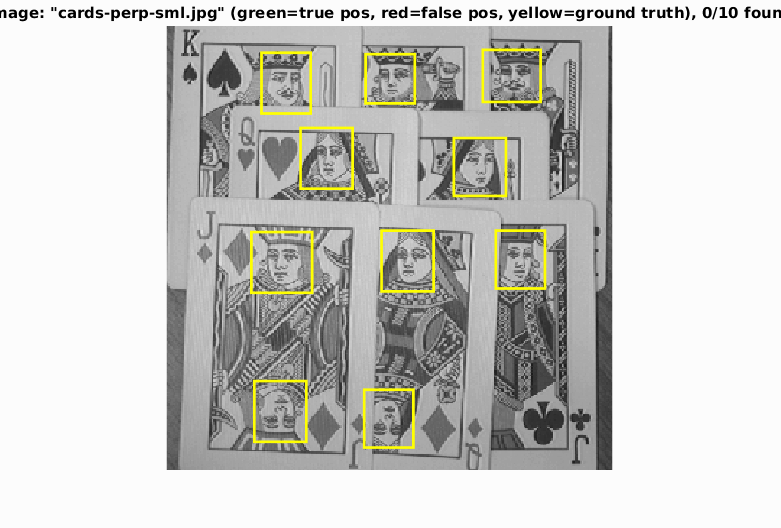 mage: "cards-perp-sml.jpg" (green=true pos, red=false pos, yellow=ground truth), 0/10 foun
K
Q
J
J
Q
J